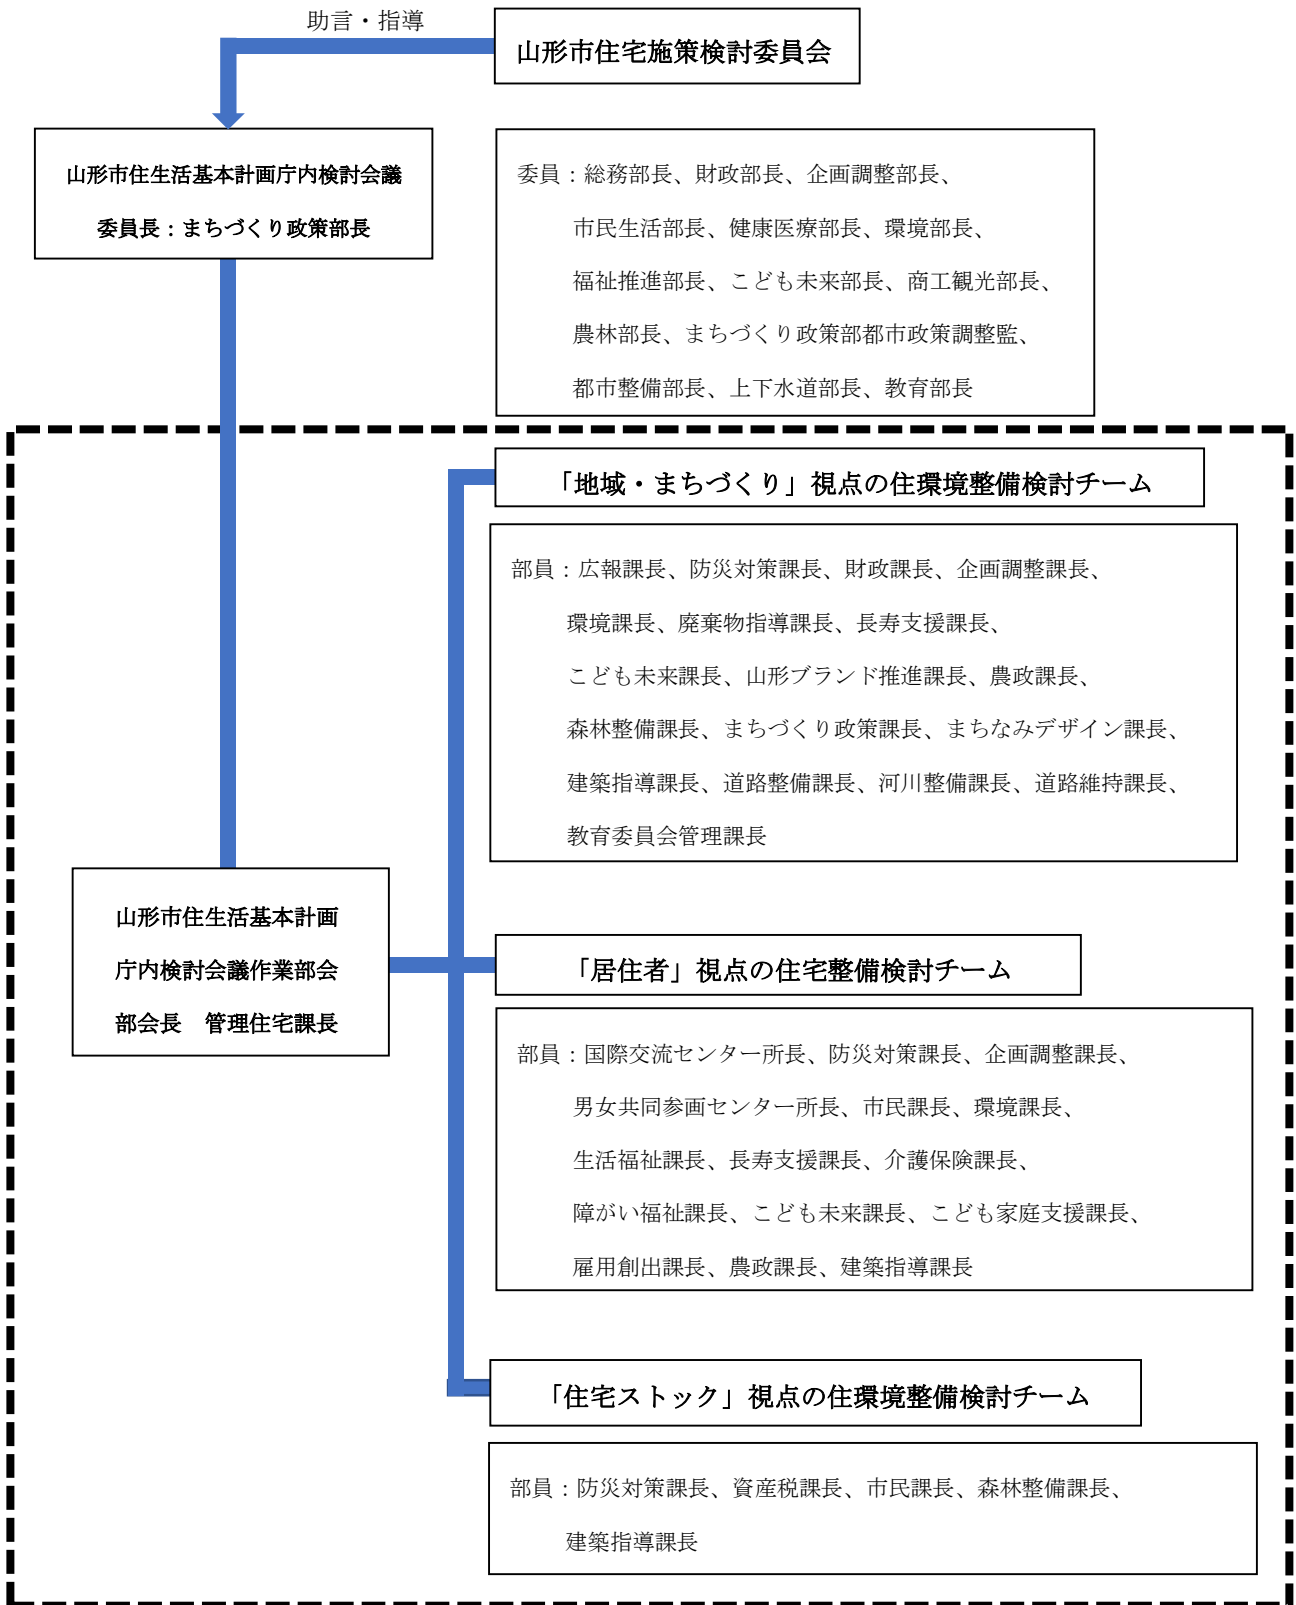 助言・指導
山形市住宅施策検討委員会
山形市住生活基本計画庁内検討会議
委員長：まちづくり政策部長
委員：総務部長、財政部長、企画調整部長、
市民生活部長、健康医療部長、環境部長、
福祉推進部長、こども未来部長、商工観光部長、
農林部長、まちづくり政策部都市政策調整監、
都市整備部長、上下水道部長、教育部長
「地域・まちづくり」視点の住環境整備検討チーム
部員：広報課長、防災対策課長、財政課長、企画調整課長、
環境課長、廃棄物指導課長、長寿支援課長、
こども未来課長、山形ブランド推進課長、農政課長、
森林整備課長、まちづくり政策課長、まちなみデザイン課長、
建築指導課長、道路整備課長、河川整備課長、道路維持課長、
教育委員会管理課長
山形市住生活基本計画
庁内検討会議作業部会
部会長　管理住宅課長
「居住者」視点の住宅整備検討チーム
部員：国際交流センター所長、防災対策課長、企画調整課長、
男女共同参画センター所長、市民課長、環境課長、
生活福祉課長、長寿支援課長、介護保険課長、
障がい福祉課長、こども未来課長、こども家庭支援課長、
雇用創出課長、農政課長、建築指導課長
「住宅ストック」視点の住環境整備検討チーム
部員：防災対策課長、資産税課長、市民課長、森林整備課長、
建築指導課長